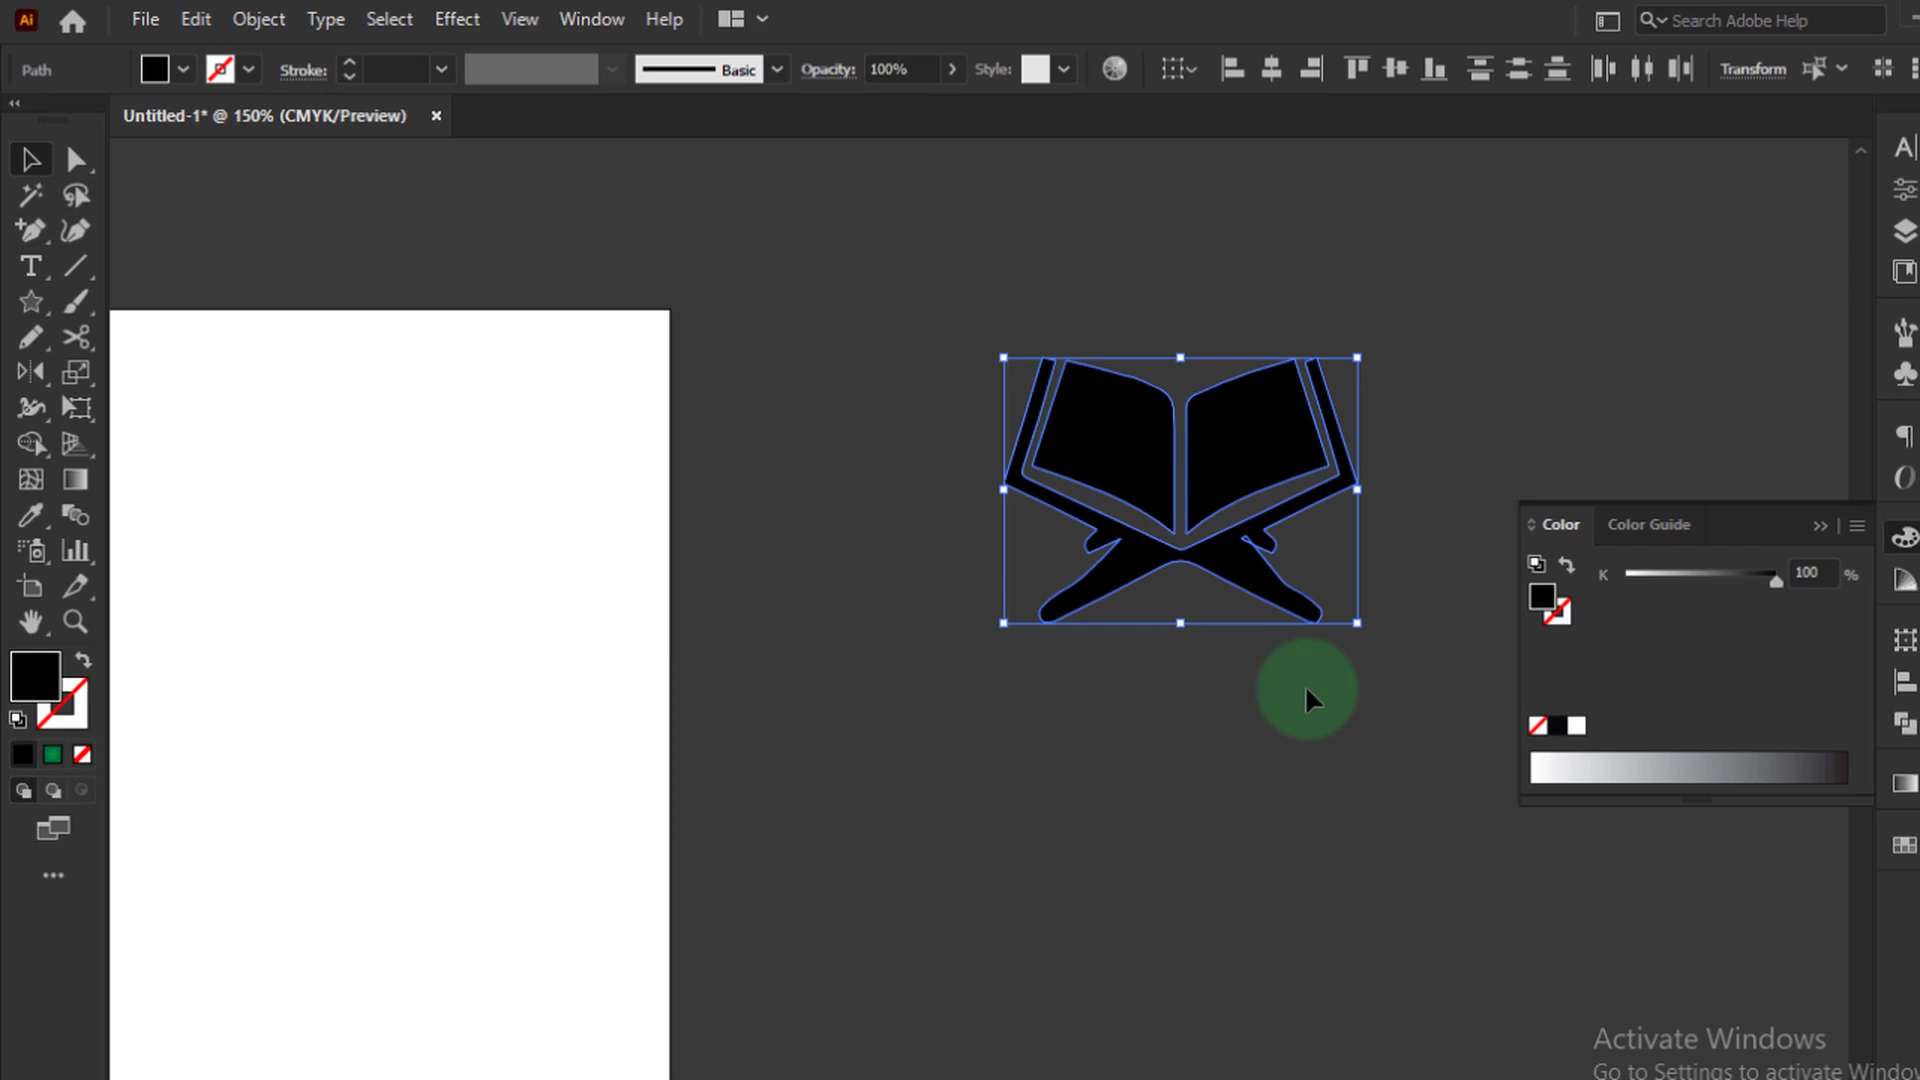 Ai File Edit Object Type Select Effect View Window Help Search Adobe Help
Path Stroke: Basic Opacity: 100% Style: Transform
Untitled-1* @ 150% (CMYK/Preview)
Color Color Guide
K 100 %
Activate Windows
Go to Settings to activate Window